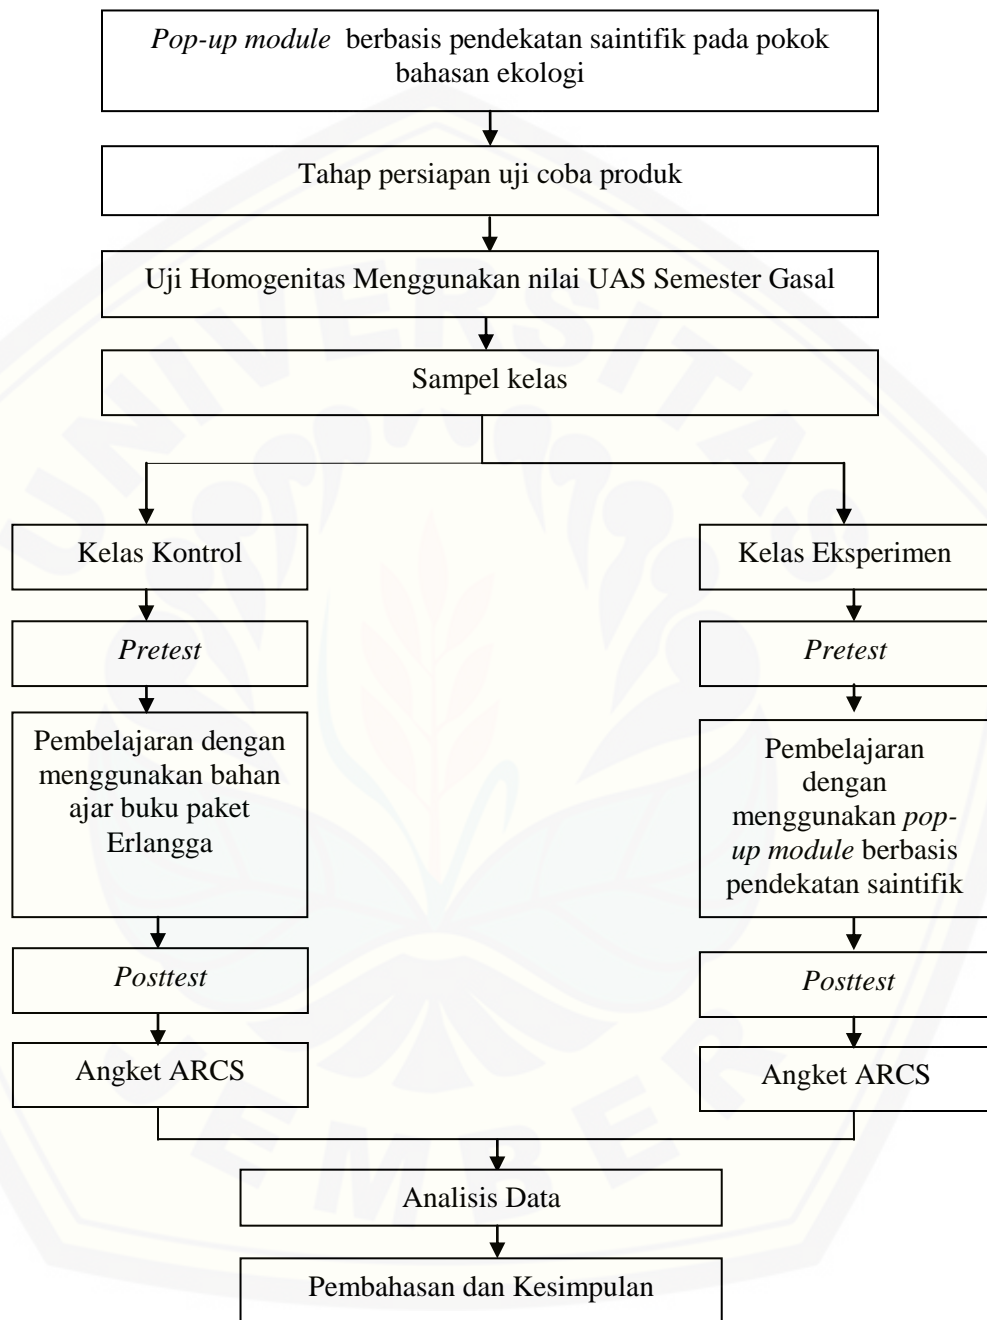 Pop-up module berbasis pendekatan saintifik pada pokok
bahasan ekologi
Tahap persiapan uji coba produk
Uji Homogenitas Menggunakan nilai UAS Semester Gasal
Sampel kelas
Kelas Kontrol
Kelas Eksperimen
Pretest
Pretest
Pembelajaran dengan
menggunakan bahan
ajar buku paket
Erlangga
Pembelajaran
dengan
menggunakan pop-
up module berbasis
pendekatan saintifik
Posttest
Posttest
Angket ARCS
Angket ARCS
Analisis Data
Pembahasan dan Kesimpulan
UNIVERSITAS
JEMBER